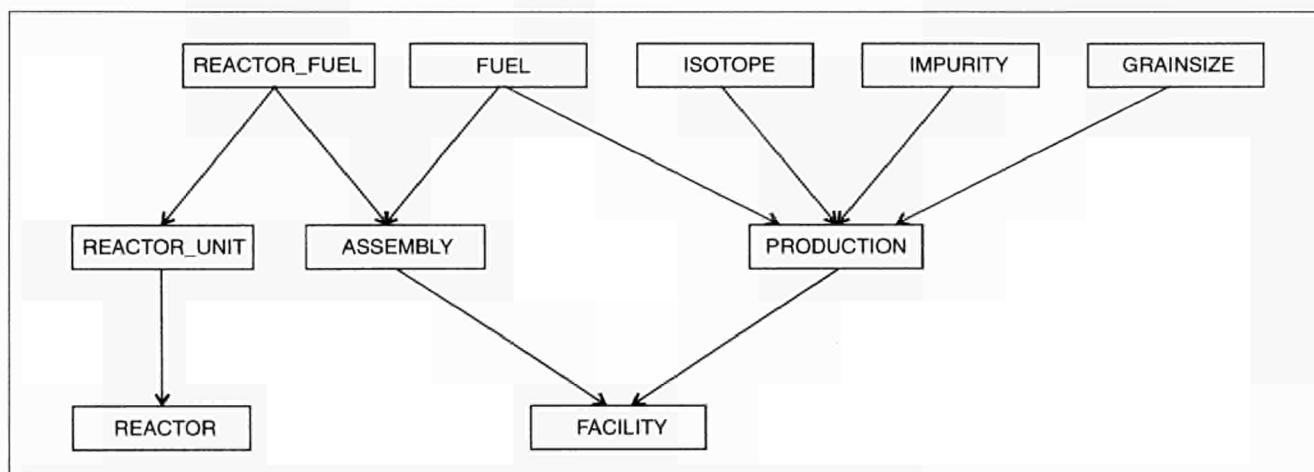 REACTOR_FUEL FUEL ISOTOPE IMPURITY GRAINSIZE
REACTOR_UNIT ASSEMBLY PRODUCTION
REACTOR FACILITY